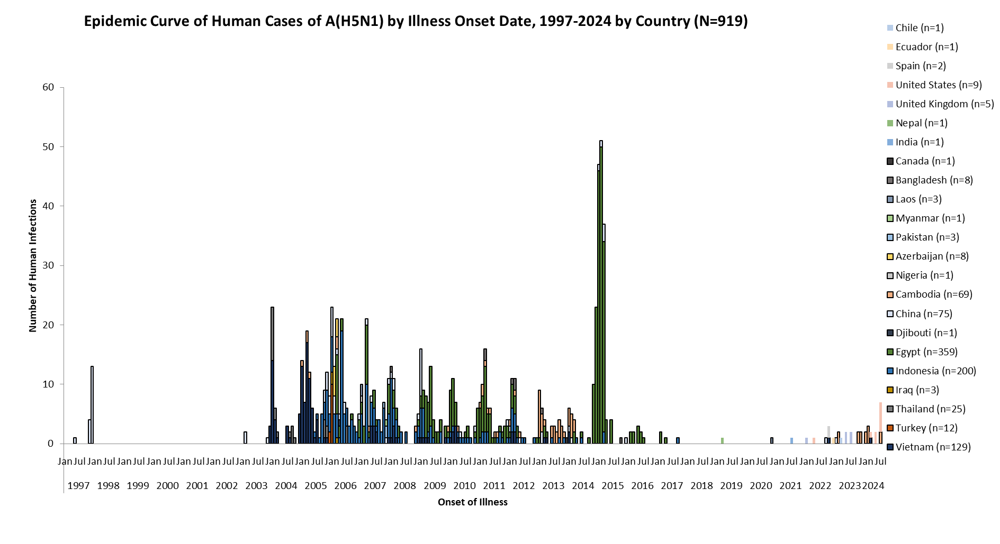 Epidemic Curve of Human Cases of A(H5N1) by Illness Onset Date, 1997-2024 by Country (N=919)
Chile (n=1)
Ecuador (n=1)
Spain (n=2)
United States (n=9)
United Kingdom (n=5)
Nepal (n=1)
India (n=1)
Canada (n=1)
Bangladesh (n=8)
Laos (n=3)
Myanmar (n=1)
Pakistan (n=3)
Azerbaijan (n=8)
Nigeria (n=1)
Cambodia (n=69)
China (n=75)
Djibouti (n=1)
Egypt (n=359)
Indonesia (n=200)
Iraq (n=3)
Thailand (n=25)
Turkey (n=12)
Vietnam (n=129)
Number of Human Infections
60
50
40
30
20
10
0
Jan Jul Jan Jul Jan Jul Jan Jul Jan Jul Jan Jul Jan Jul Jan Jul Jan Jul Jan Jul Jan Jul Jan Jul Jan Jul Jan Jul Jan Jul Jan Jul Jan Jul Jan Jul Jan Jul Jan Jul Jan Jul Jan Jul Jan Jul Jan Jul Jan Jul Jan Jul Jan Jul Jan Jul
1997 1998 1999 2000 2001 2002 2003 2004 2005 2006 2007 2008 2009 2010 2011 2012 2013 2014 2015 2016 2017 2018 2019 2020 2021 2022 2023 2024
Onset of Illness